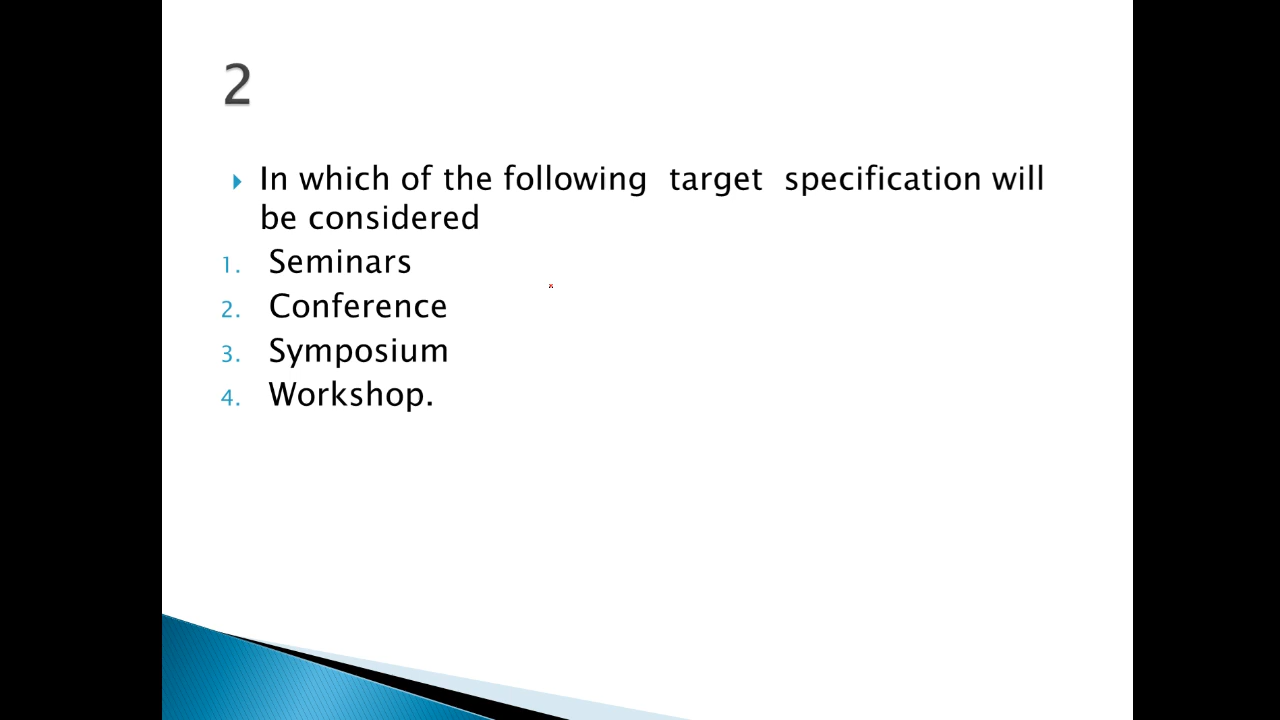 2
In which of the following target specification will
be considered
1. Seminars
2. Conference
3. Symposium
4. Workshop.